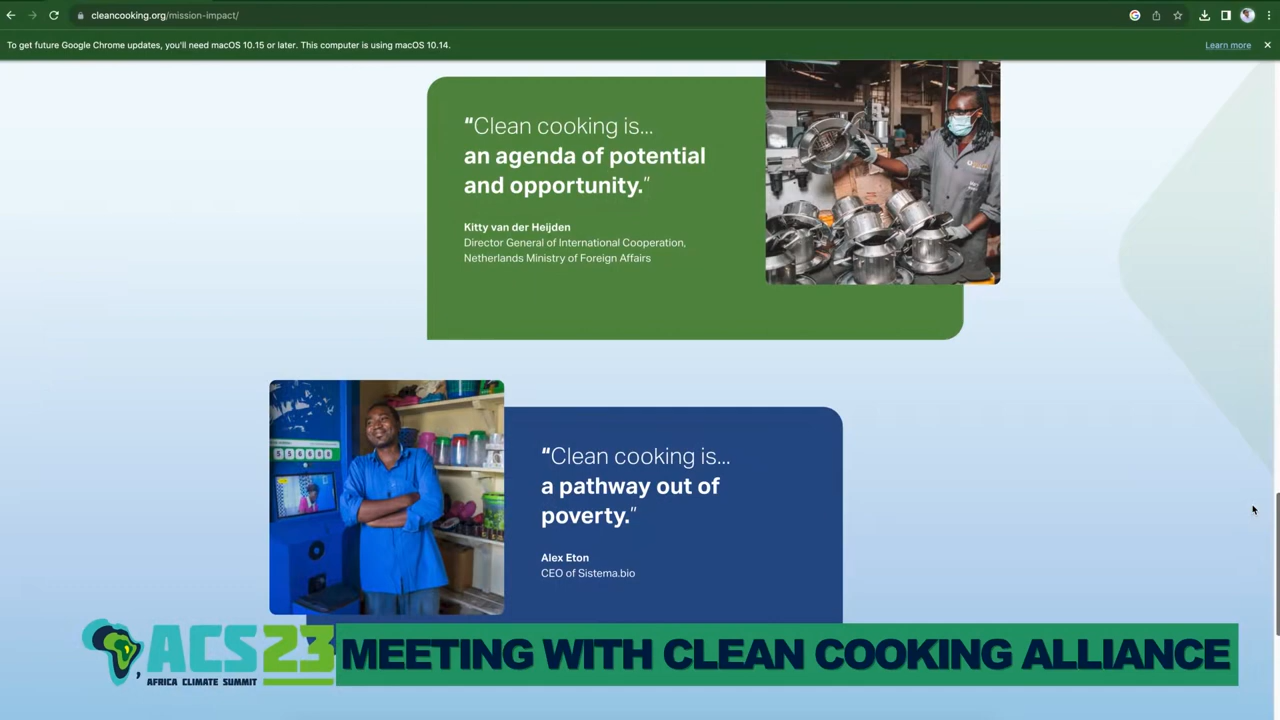 cleancooking.org/mission-impact/
To get future Google Chrome updates, you'll need macOS 10.15 or later. This computer is using macOS 10.14.
Learn more
“Clean cooking is...
an agenda of potential
and opportunity.”
Kitty van der Heijden
Director General of International Cooperation,
Netherlands Ministry of Foreign Affairs
“Clean cooking is...
a pathway out of
poverty.”
Alex Eton
CEO of Sistema.bio
ACS23
AFRICA CLIMATE SUMMIT
MEETING WITH CLEAN COOKING ALLIANCE